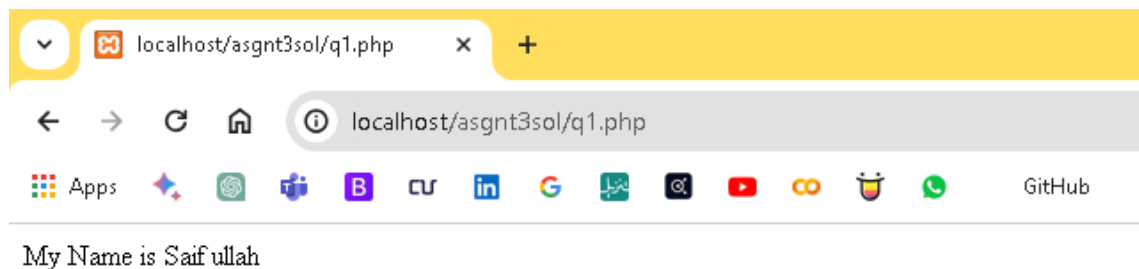 localhost/asgnt3sol/q1.php
localhost/asgnt3sol/q1.php
Apps
GitHub
My Name is Saif ullah